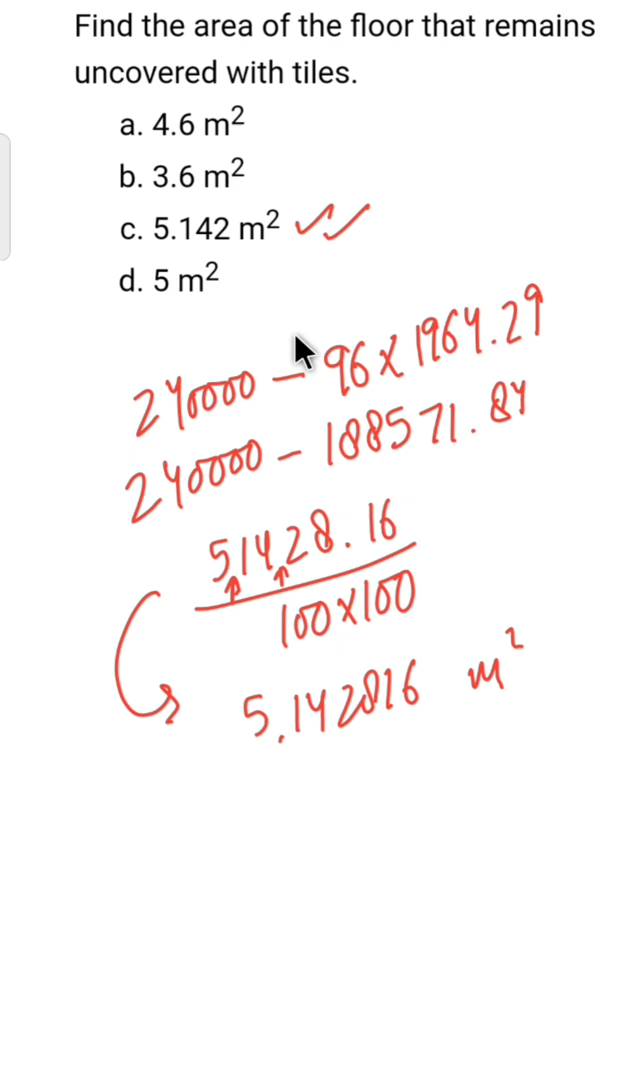 Find the area of the floor that remains
uncovered with tiles.
a. 4.6 m²
b. 3.6 m²
c. 5.142 m²
d. 5 m²
240000 - 96 x 1964.29
240000 - 188571.84
51428.16
100x100
5.142816 m²